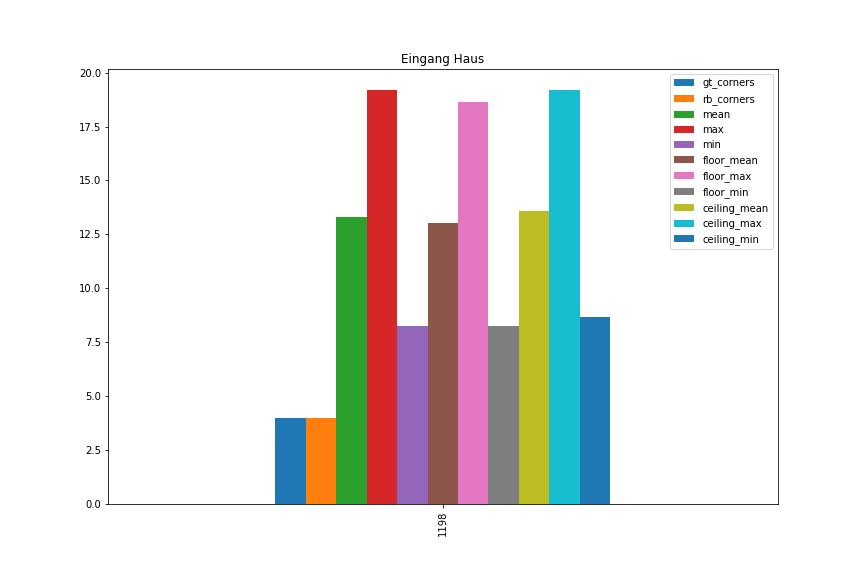 Eingang Haus
20.0
17.5
15.0
12.5
10.0
7.5
5.0
2.5
0.0
1198
gt_corners
rb_corners
mean
max
min
floor_mean
floor_max
floor_min
ceiling_mean
ceiling_max
ceiling_min